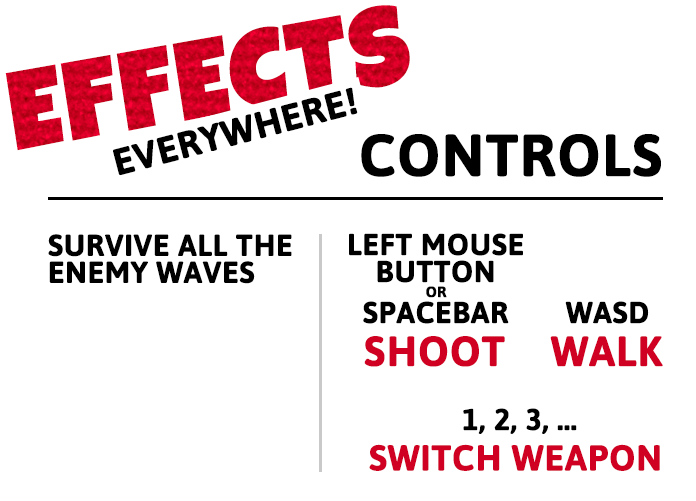 EFFECTS
EVERYWHERE!
CONTROLS
SURVIVE ALL THE
ENEMY WAVES
LEFT MOUSE
BUTTON
OR
SPACEBAR
SHOOT
WASD
WALK
1, 2, 3, ...
SWITCH WEAPON